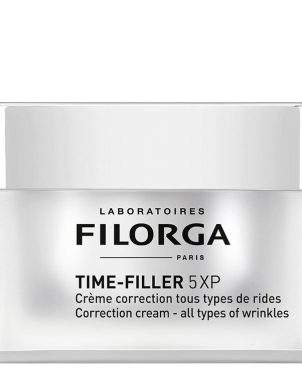 LABORATOIRES
FILORGA
PARIS
TIME-FILLER 5XP
Crème correction tous types de rides
Correction cream - all types of wrinkles